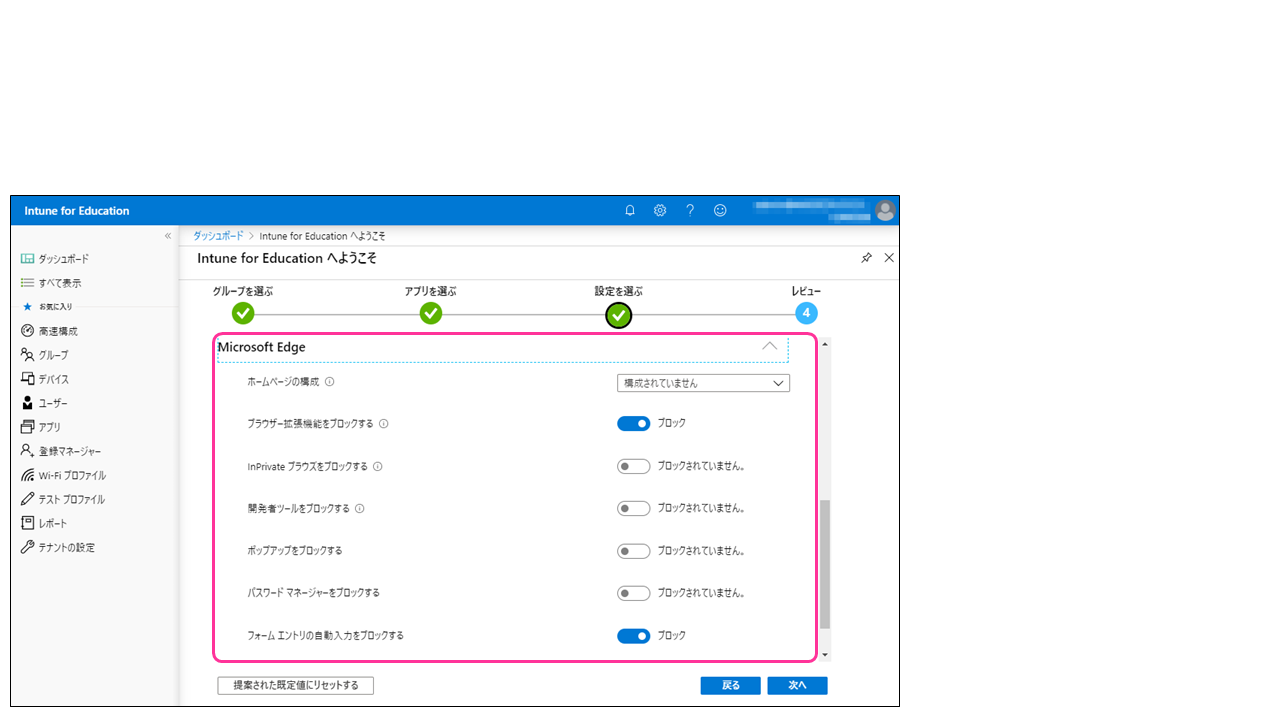 Intune for Education
ダッシュボード
すべて表示
お気に入り
高速構成
グループ
デバイス
ユーザー
アプリ
登録マネージャー
Wi-Fi プロファイル
テスト プロファイル
レポート
テナントの設定
ダッシュボード > Intune for Education へようこそ
Intune for Education へようこそ
グループを選ぶ アプリを選ぶ 設定を選ぶ レビュー
4
Microsoft Edge
ホームページの構成 構成されていません
ブラウザー拡張機能をブロックする ブロック
InPrivate ブラウズをブロックする ブロックされていません。
開発者ツールをブロックする ブロックされていません。
ポップアップをブロックする ブロックされていません。
パスワード マネージャーをブロックする ブロックされていません。
フォーム エントリの自動入力をブロックする ブロック
提案された既定値にリセットする 戻る 次へ